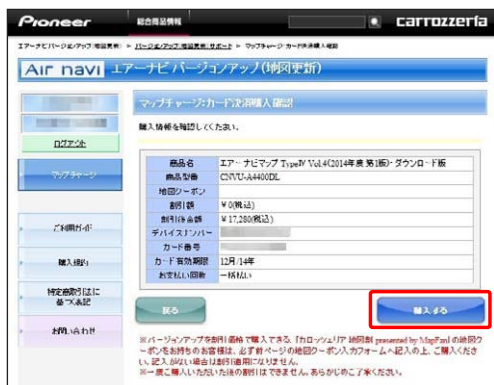 Pioneer
総合商品情報
carrozzeria
エアーナビバージョンアップ(地図更新) > バージョンアップ(地図更新)サポート > マップチャージ:カード決済購入確認
Air navi エアーナビ バージョンアップ(地図更新)
マップチャージ:カード決済購入確認
購入情報を確認してください。
ログアウト
マップチャージ
ご利用ガイド
購入規約
特定商取引法に
基づく表記
お問い合わせ
商品名 エアーナビマップ TypeⅣ Vol.4(2014年度 第1版)・ダウンロード版
商品型番 CNVU-A4400DL
地図クーポン
割引額 ￥0(税込)
割引後金額 ￥17,280(税込)
デバイスナンバー
カード番号
カード有効期限 12月/14年
お支払い回数 一括払い
戻る
購入する
※バージョンアップを割引価格で購入できる、「カロッツェリア 地図割 presented by MapFan」の地図ク
ーポンをお持ちのお客様は、必ず前ページの地図クーポン入力フォームへ記入の上、ご購入くださ
い。記入がない場合は割引適用になりません。
※一度ご購入いただいた後の割引はできません。あらかじめご了承ください。